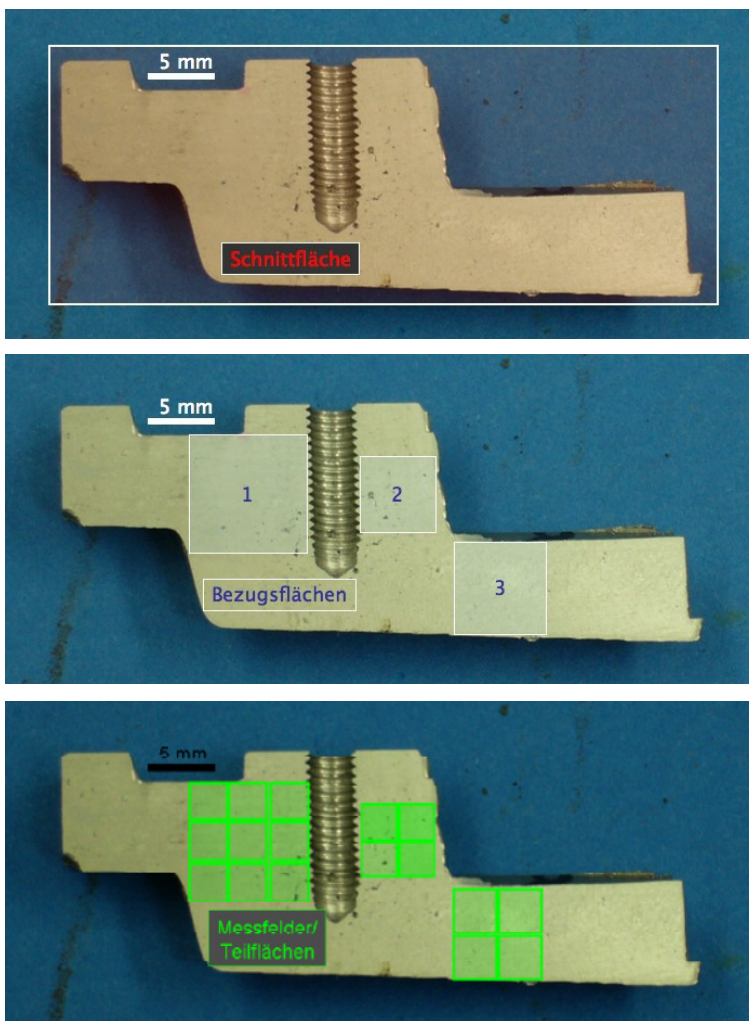 5 mm
Schnittfläche
5 mm
1
2
Bezugsflächen
3
5 mm
Messfelder/
Teilflächen